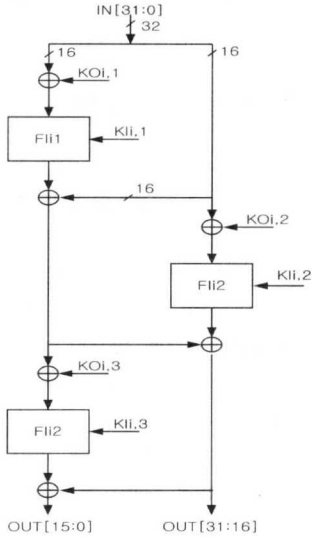 IN[31:0]
32
16
16
KOi,1
FIi1
KIi,1
16
KOi,2
FIi2
KIi,2
KOi,3
FIi2
KIi,3
OUT[15:0]
OUT[31:16]